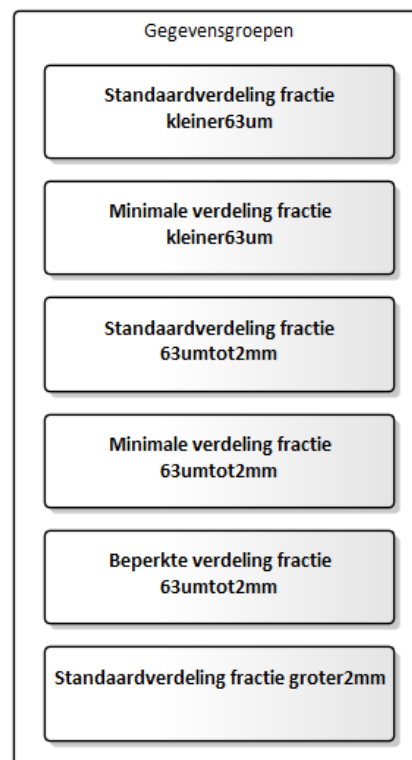 Gegevensgroepen
Standaardverdeling fractie
kleiner63um
Minimale verdeling fractie
kleiner63um
Standaardverdeling fractie
63umtot2mm
Minimale verdeling fractie
63umtot2mm
Beperkte verdeling fractie
63umtot2mm
Standaardverdeling fractie groter2mm